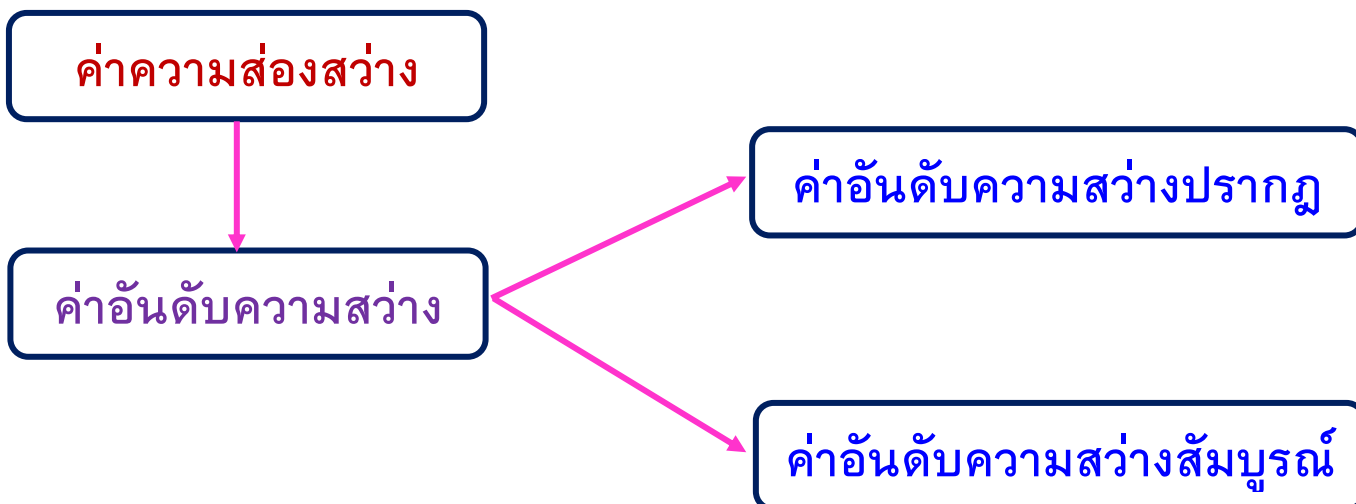 ค่าความส่องสว่าง
ค่าอันดับความสว่างปรากฎ
ค่าอันดับความสว่าง
ค่าอันดับความสว่างสัมบูรณ์